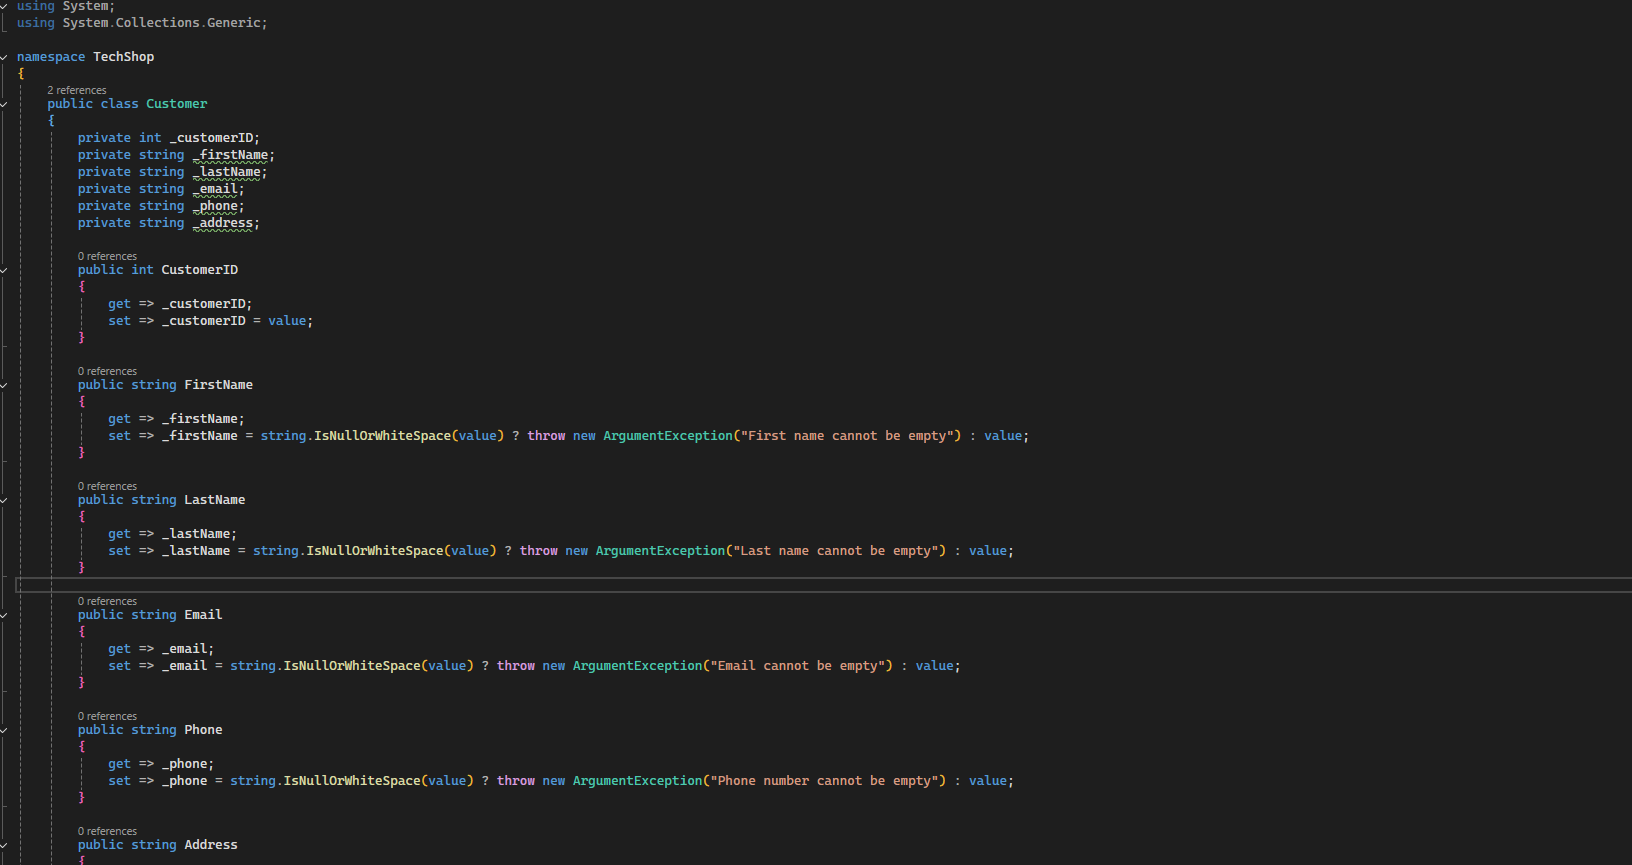 using System;
using System.Collections.Generic;
namespace TechShop
{
2 references
public class Customer
{
private int _customerID;
private string _firstName;
private string _lastName;
private string _email;
private string _phone;
private string _address;
0 references
public int CustomerID
{
get => _customerID;
set => _customerID = value;
}
0 references
public string FirstName
{
get => _firstName;
set => _firstName = string.IsNullOrWhiteSpace(value) ? throw new ArgumentException("First name cannot be empty") : value;
}
0 references
public string LastName
{
get => _lastName;
set => _lastName = string.IsNullOrWhiteSpace(value) ? throw new ArgumentException("Last name cannot be empty") : value;
}
0 references
public string Email
{
get => _email;
set => _email = string.IsNullOrWhiteSpace(value) ? throw new ArgumentException("Email cannot be empty") : value;
}
0 references
public string Phone
{
get => _phone;
set => _phone = string.IsNullOrWhiteSpace(value) ? throw new ArgumentException("Phone number cannot be empty") : value;
}
0 references
public string Address
{